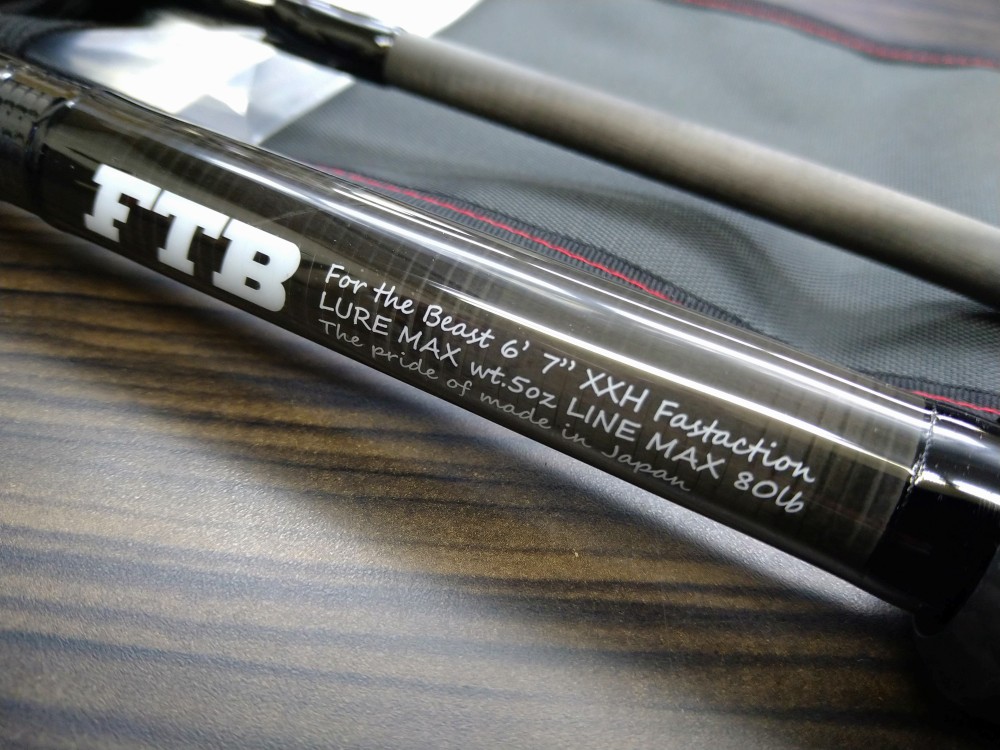 FTB
For the Beast 6' 7” XXH Fastaction
LURE MAX wt.5oz LINE MAX 80lb
The pride of made in Japan